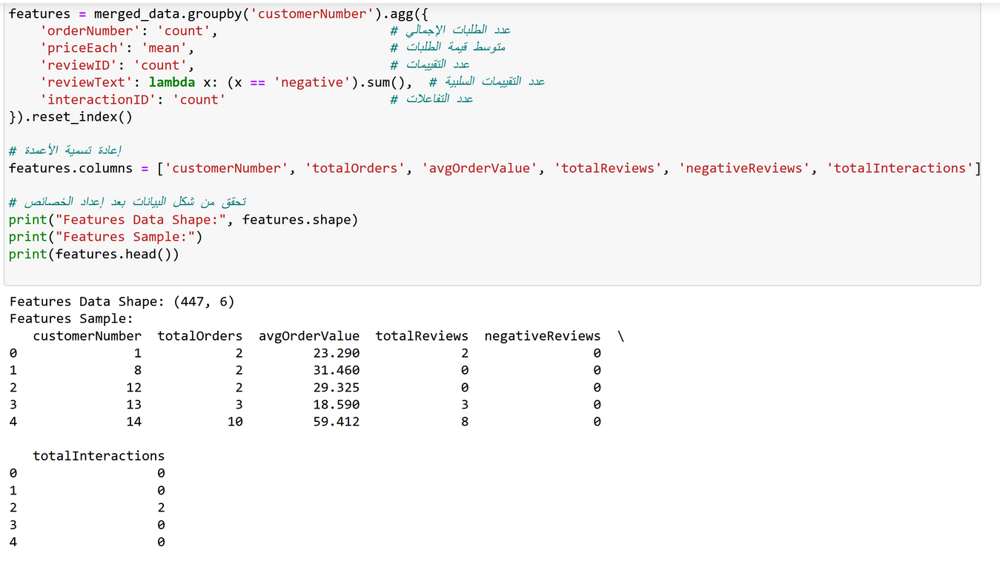 features = merged_data.groupby('customerNumber').agg({
    'orderNumber': 'count',                      # عدد الطلبات الإجمالي
    'priceEach': 'mean',                         # متوسط قيمة الطلبات
    'reviewID': 'count',                         # عدد التقييمات
    'reviewText': lambda x: (x == 'negative').sum(),  # عدد التقييمات السلبية
    'interactionID': 'count'                     # عدد التفاعلات
}).reset_index()
# إعادة تسمية الأعمدة
features.columns = ['customerNumber', 'totalOrders', 'avgOrderValue', 'totalReviews', 'negativeReviews', 'totalInteractions']
# تحقق من شكل البيانات بعد إعداد الخصائص
print("Features Data Shape:", features.shape)
print("Features Sample:")
print(features.head())
Features Data Shape: (447, 6)
Features Sample:
   customerNumber  totalOrders  avgOrderValue  totalReviews  negativeReviews  \
0               1            2         23.290             2                0
1               8            2         31.460             0                0
2              12            2         29.325             0                0
3              13            3         18.590             3                0
4              14           10         59.412             8                0
   totalInteractions
0                  0
1                  0
2                  2
3                  0
4                  0